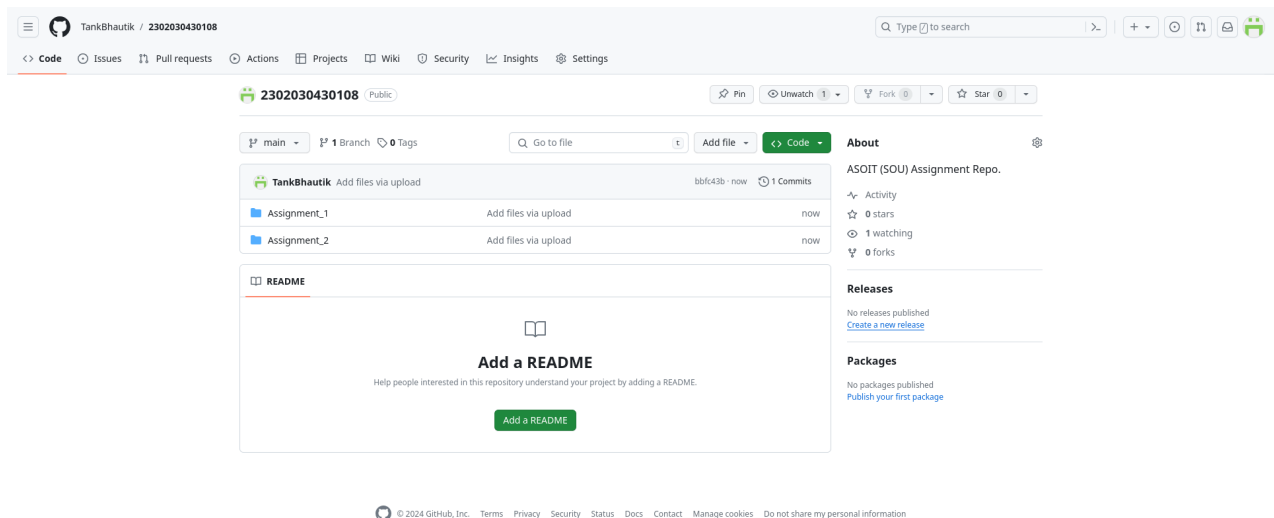 TankBhautik / 2302030430108
Type / to search
Code Issues Pull requests Actions Projects Wiki Security Insights Settings
2302030430108 Public
Pin Unwatch 1 Fork 0 Star 0
main 1 Branch 0 Tags Go to file t Add file Code
TankBhautik Add files via upload bbfc43b · now 1 Commits
Assignment_1 Add files via upload now
Assignment_2 Add files via upload now
README
Add a README
Help people interested in this repository understand your project by adding a README.
Add a README
About
ASOIT (SOU) Assignment Repo.
Activity
0 stars
1 watching
0 forks
Releases
No releases published
Create a new release
Packages
No packages published
Publish your first package
© 2024 GitHub, Inc. Terms Privacy Security Status Docs Contact Manage cookies Do not share my personal information